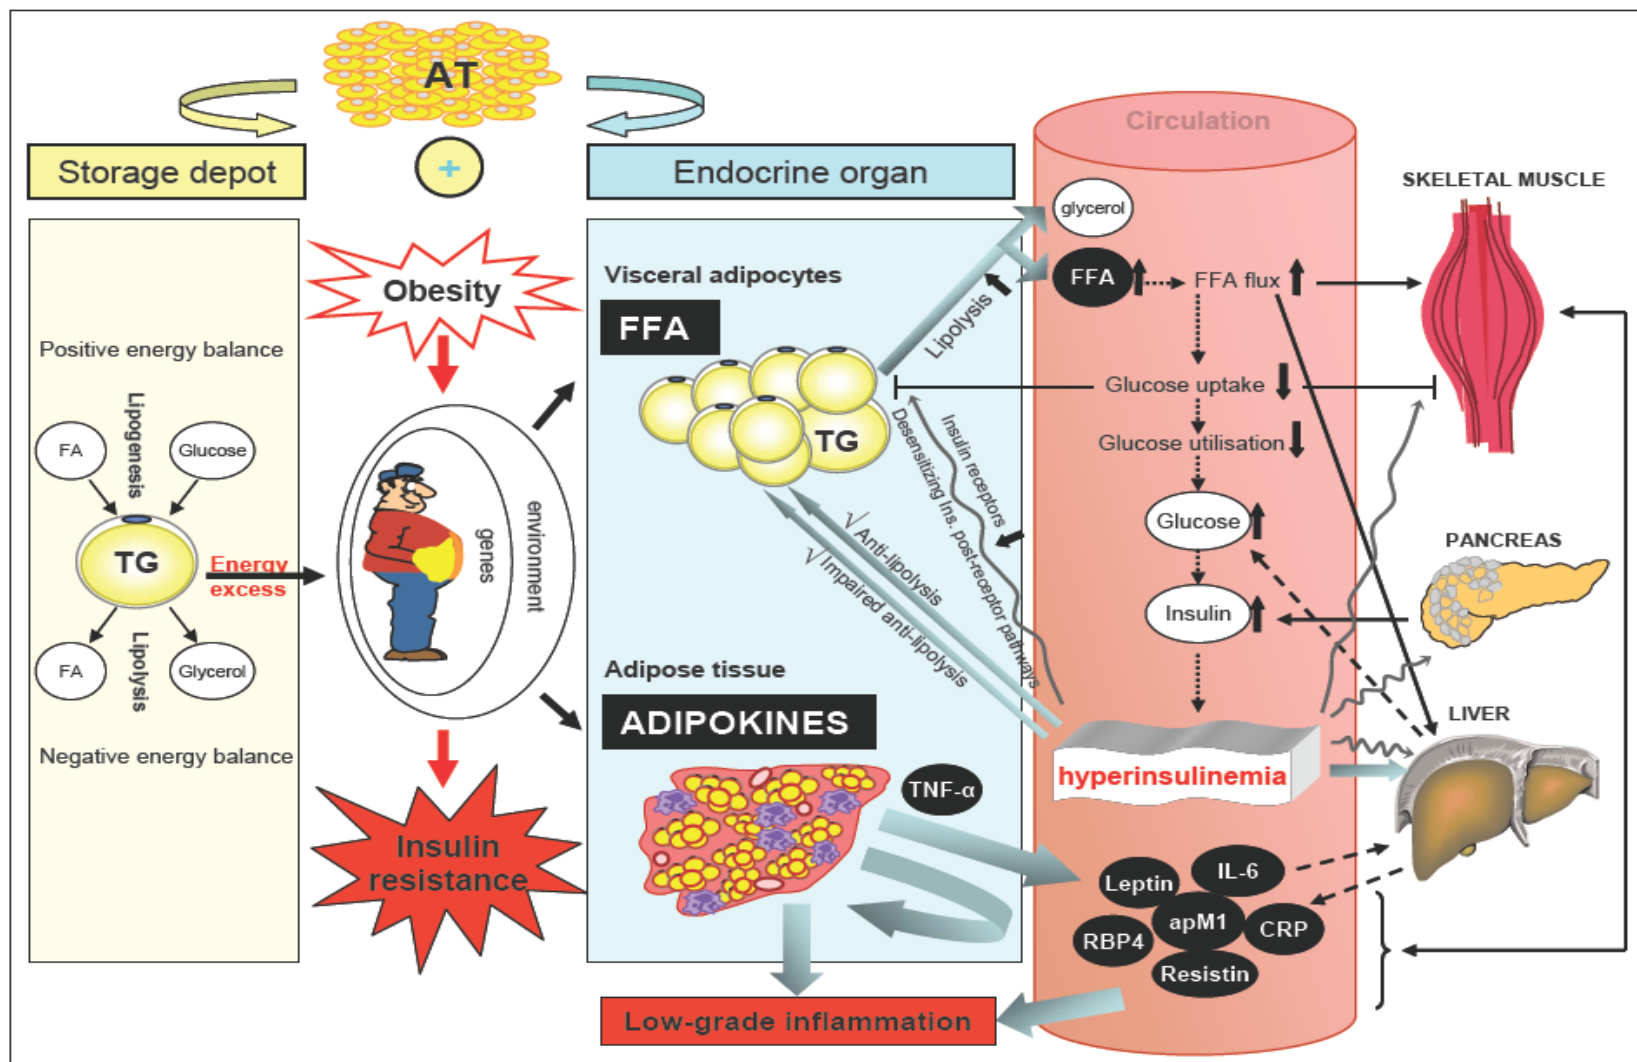 AT
Storage depot
+
Endocrine organ
Positive energy balance
Lipogenesis
FA
Glucose
TG
Energy
excess
FA
Lipolysis
Glycerol
Negative energy balance
Obesity
environment
genes
Insulin
resistance
Visceral adipocytes
FFA
TG
Lipolysis
Insulin receptors
Desensitizing Ins. post-receptor pathways
√ Anti-lipolysis
√ Impaired anti-lipolysis
Adipose tissue
ADIPOKINES
TNF-α
Low-grade inflammation
Circulation
glycerol
FFA
FFA flux
Glucose uptake
Glucose utilisation
Glucose
Insulin
hyperinsulinemia
Leptin
IL-6
apM1
CRP
RBP4
Resistin
SKELETAL MUSCLE
PANCREAS
LIVER